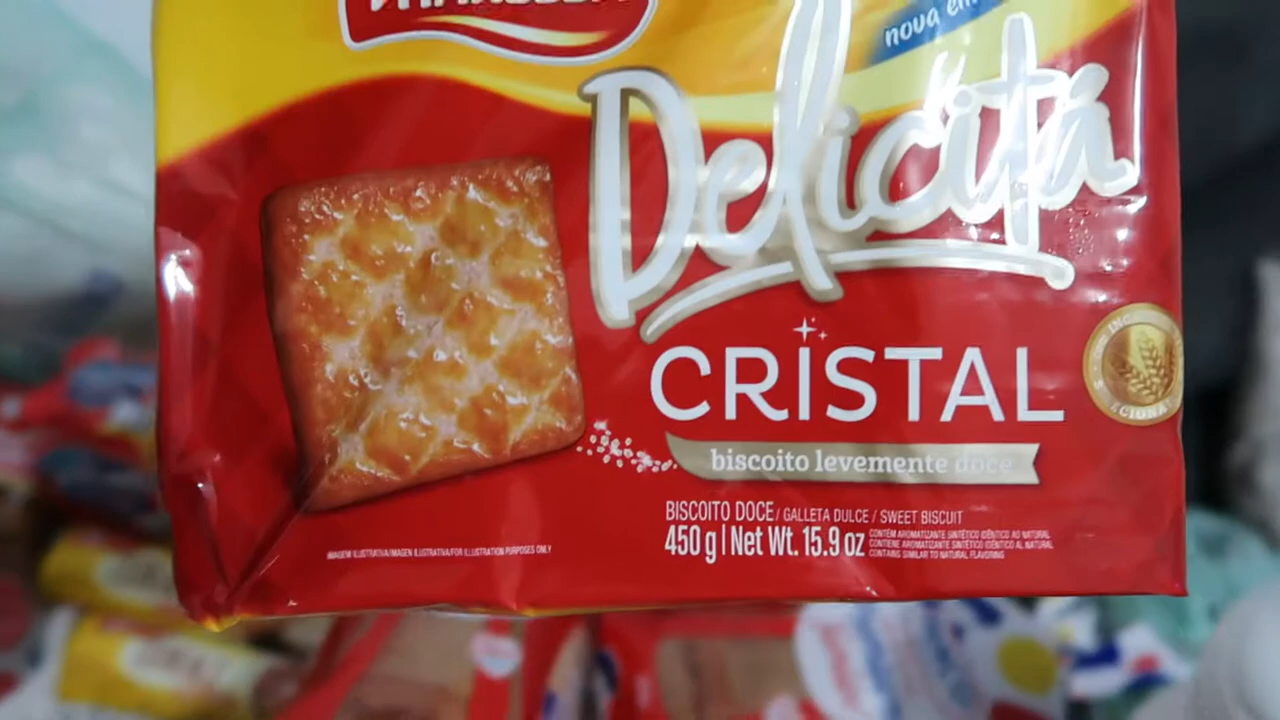 nova
Delicitá
CRISTAL
biscoito levemente doce
BISCOITO DOCE / GALLETA DULCE / SWEET BISCUIT
450 g | Net Wt. 15.9 oz
CONTÉM AROMATIZANTE SINTÉTICO IDÊNTICO AO NATURAL
CONTIENE AROMATIZANTE SINTÉTICO IDÉNTICO AL NATURAL
CONTAINS SIMILAR TO NATURAL FLAVORING
IMAGEM ILUSTRATIVA/IMAGEN ILUSTRATIVA/FOR ILLUSTRATION PURPOSES ONLY